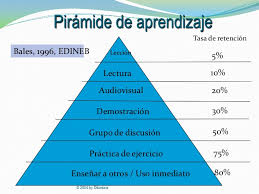 Pirámide de aprendizaje
Tasa de retención
Bales, 1996, EDINEB
Lección 5%
Lectura 10%
Audiovisual 20%
Demostración 30%
Grupo de discusión 50%
Práctica de ejercicio 75%
Enseñar a otros / Uso inmediato 80%